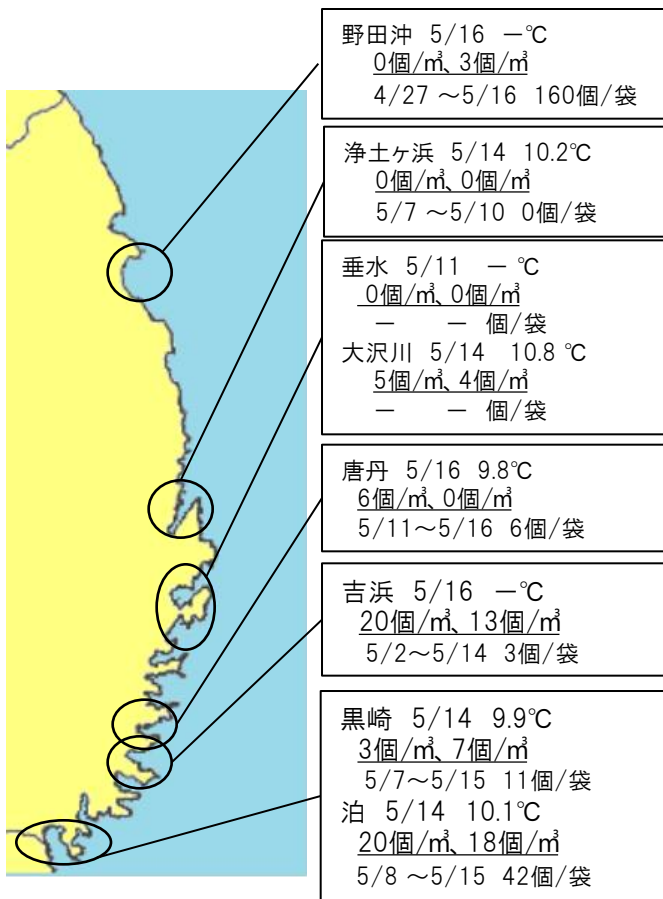 野田沖 5/16 －℃
0個/㎥、3個/㎥
4/27 ～5/16 160個/袋
浄土ヶ浜 5/14 10.2℃
0個/㎥、0個/㎥
5/7 ～5/10 0個/袋
垂水 5/11 － ℃
0個/㎥、0個/㎥
－ － 個/袋
大沢川 5/14 10.8 ℃
5個/㎥、4個/㎥
－ － 個/袋
唐丹 5/16 9.8℃
6個/㎥、0個/㎥
5/11～5/16 6個/袋
吉浜 5/16 －℃
20個/㎥、13個/㎥
5/2～5/14 3個/袋
黒崎 5/14 9.9℃
3個/㎥、7個/㎥
5/7～5/15 11個/袋
泊 5/14 10.1℃
20個/㎥、18個/㎥
5/8 ～5/15 42個/袋